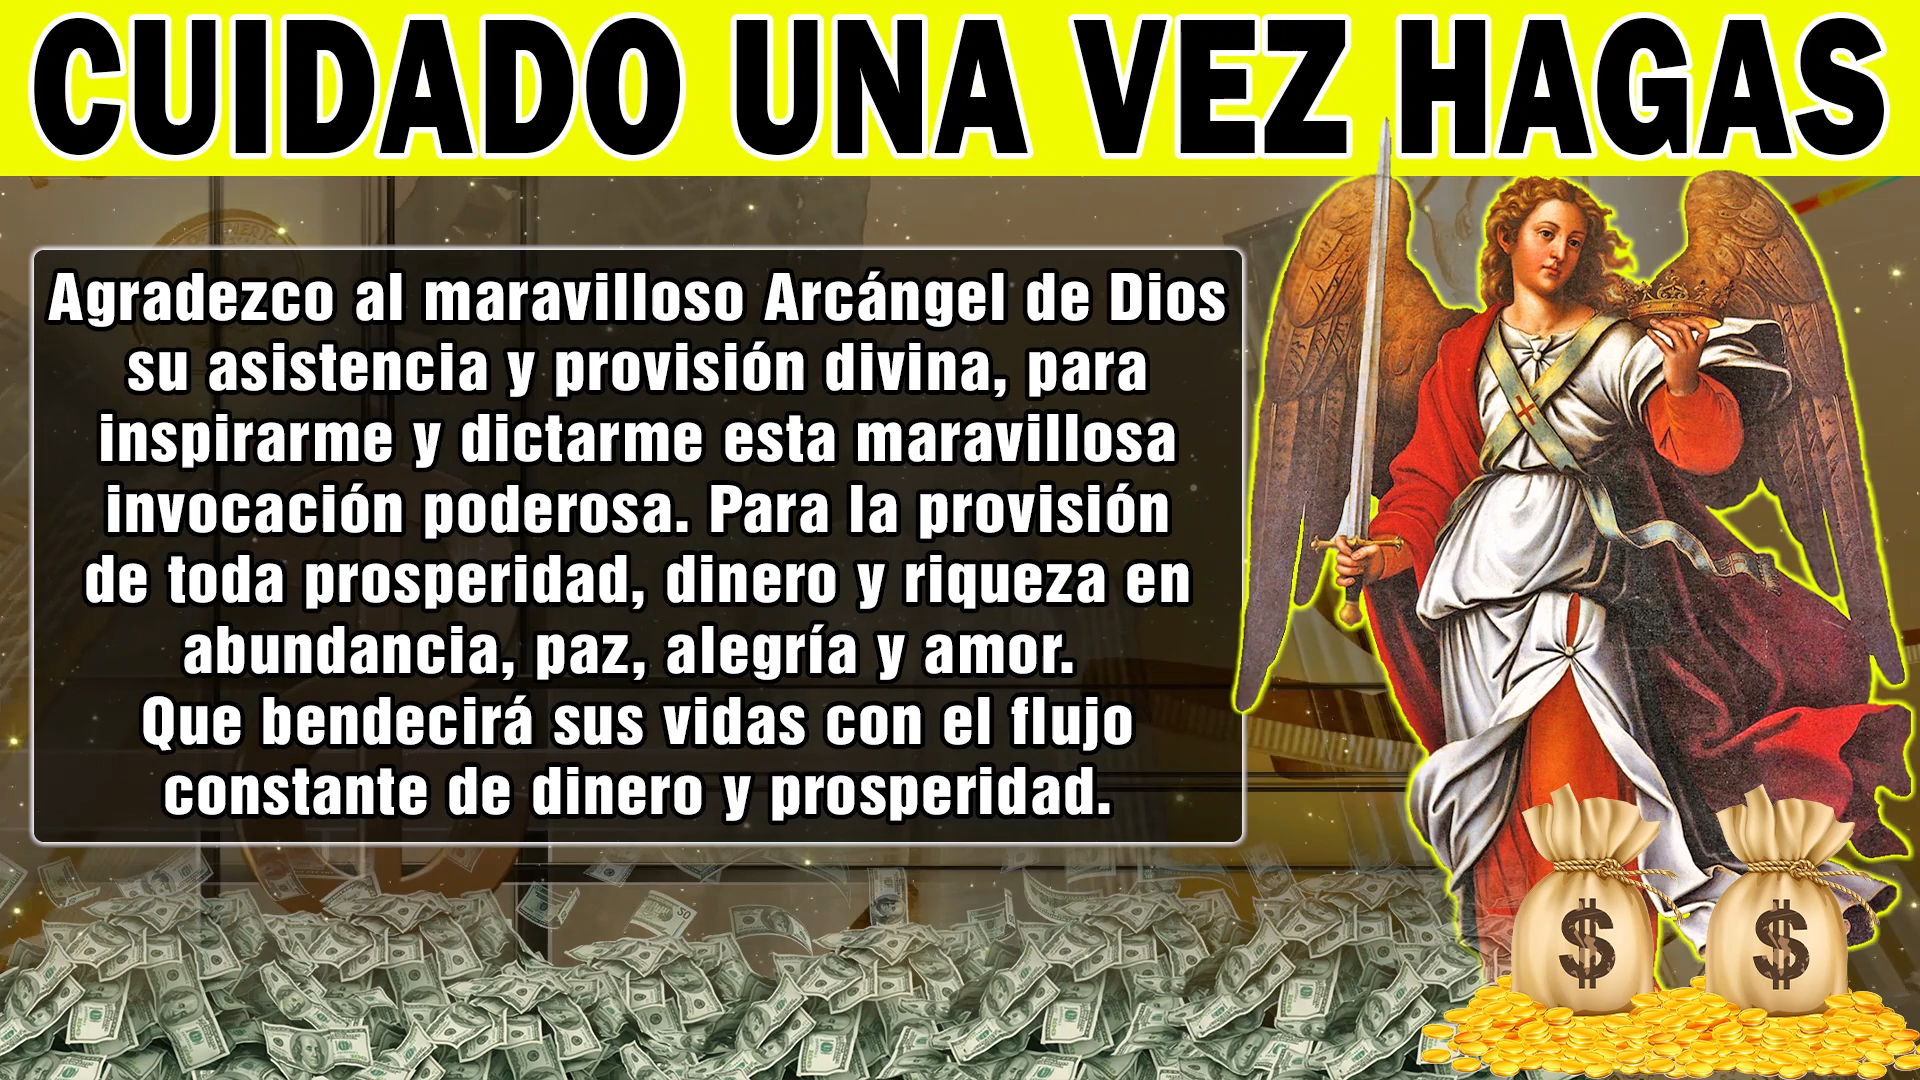 CUIDADO UNA VEZ HAGAS
Agradezco al maravilloso Arcángel de Dios
su asistencia y provisión divina, para
inspirarme y dictarme esta maravillosa
invocación poderosa. Para la provisión
de toda prosperidad, dinero y riqueza en
abundancia, paz, alegría y amor.
Que bendecirá sus vidas con el flujo
constante de dinero y prosperidad.
$ $